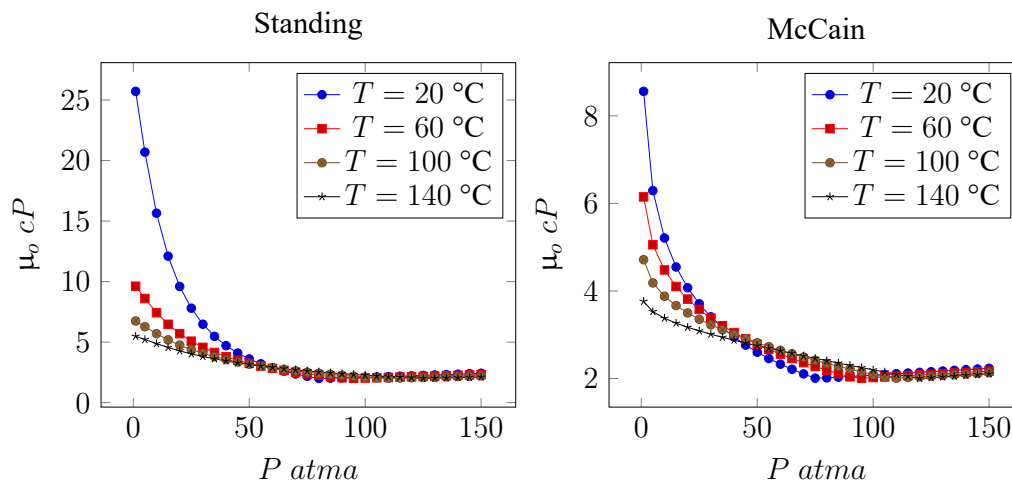 Standing
25
20
15
10
5
0
μₒ cP
T = 20 °C
T = 60 °C
T = 100 °C
T = 140 °C
0
50
100
150
P atma
McCain
8
6
4
2
μₒ cP
T = 20 °C
T = 60 °C
T = 100 °C
T = 140 °C
0
50
100
150
P atma